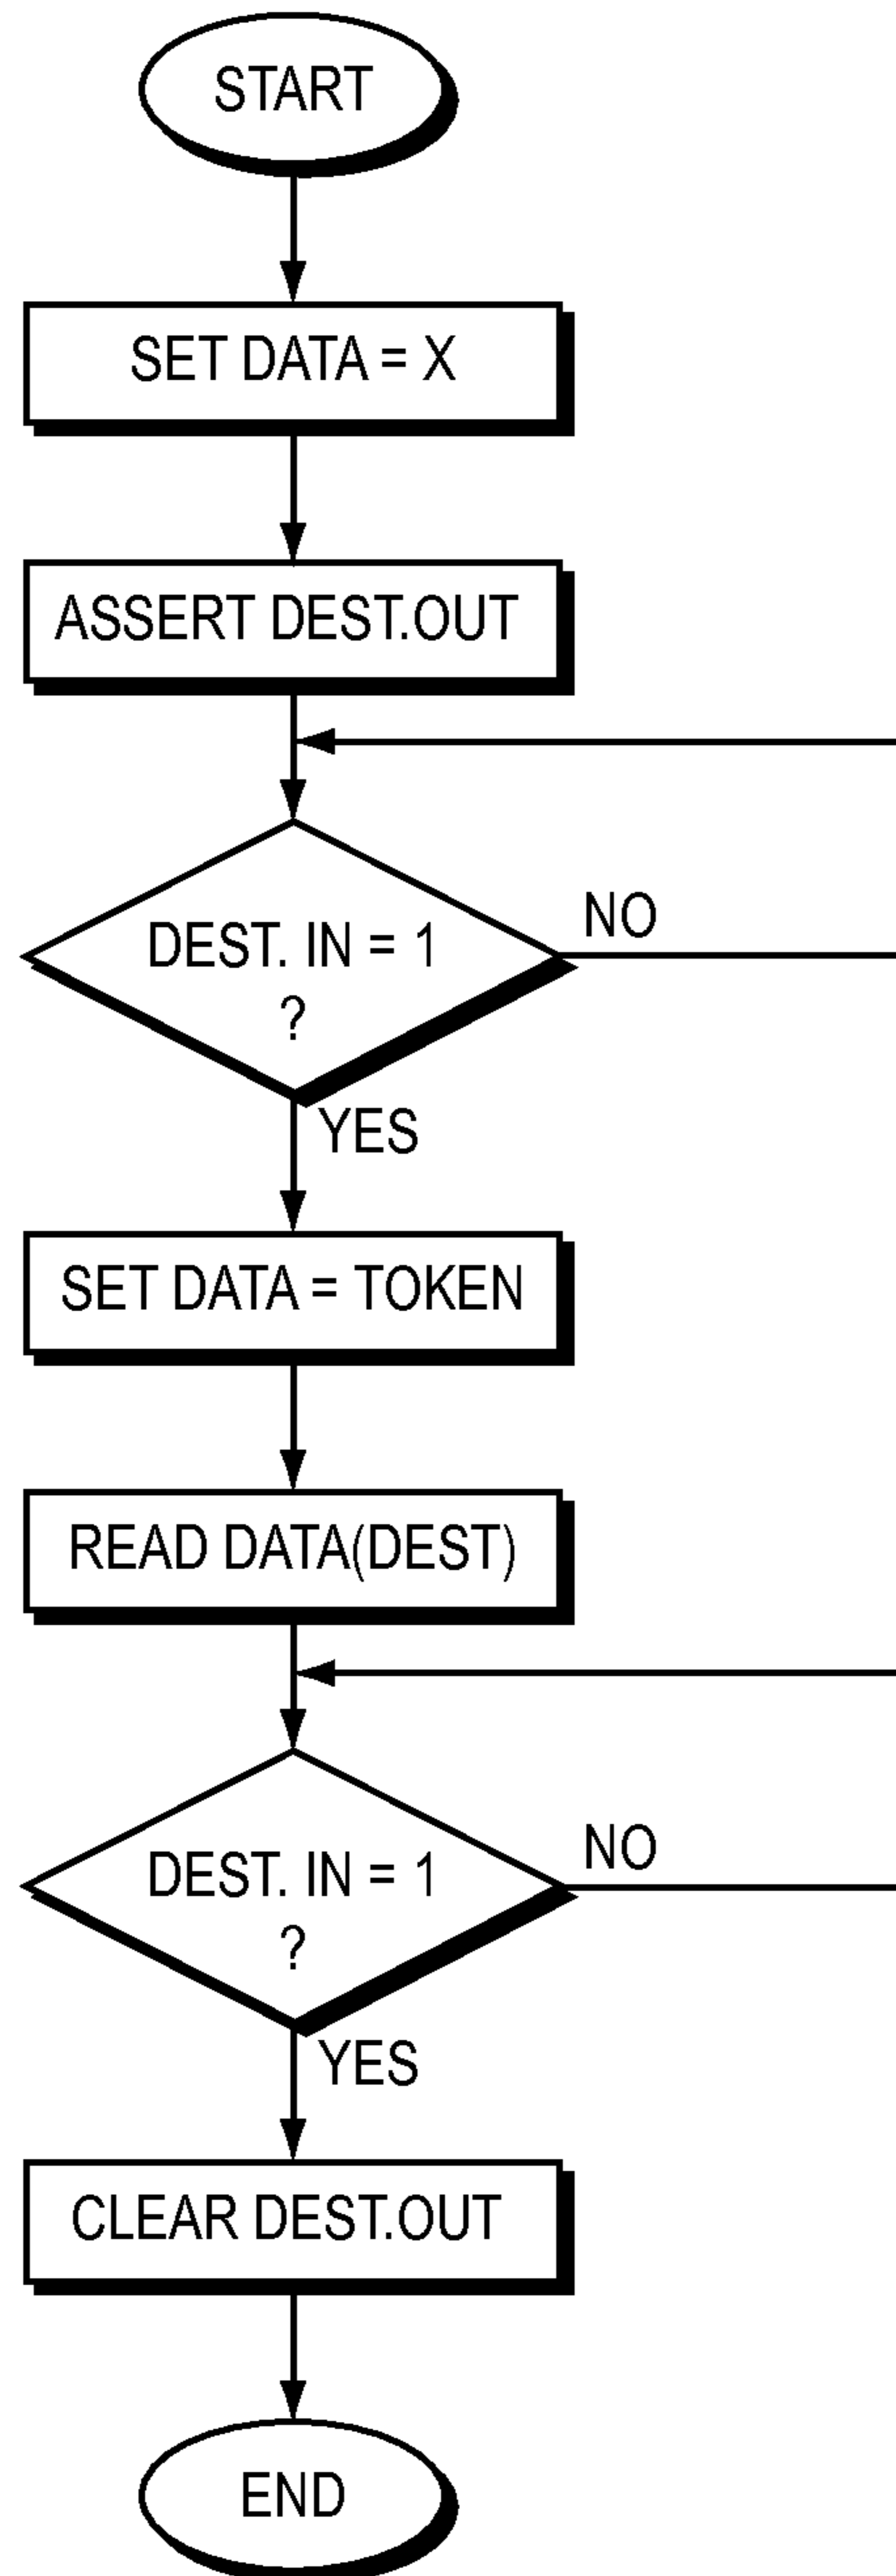 START
SET DATA = X
ASSERT DEST.OUT
DEST. IN = 1
?
NO
YES
SET DATA = TOKEN
READ DATA(DEST)
DEST. IN = 1
?
NO
YES
CLEAR DEST.OUT
END